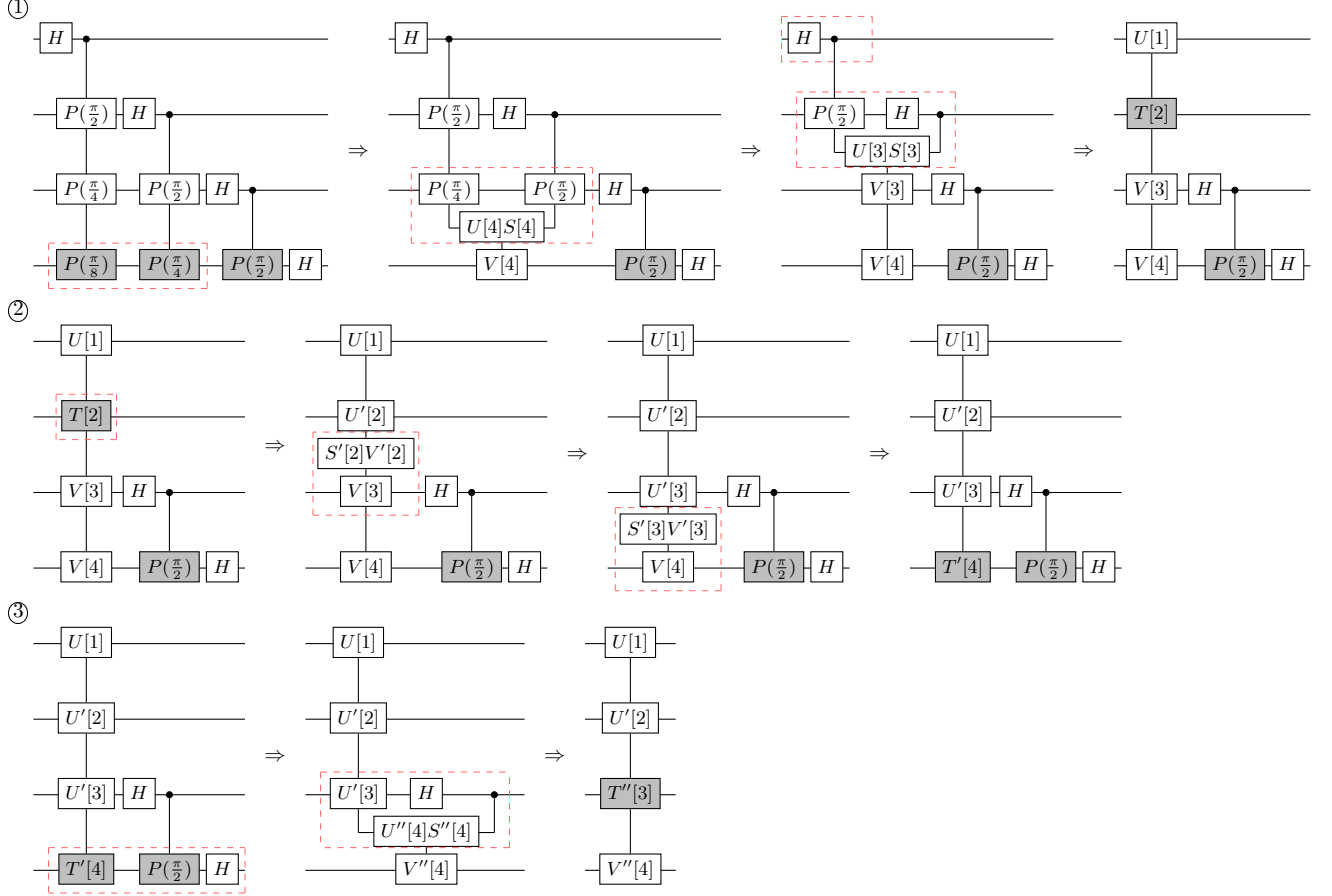 ①
H H H U[1]
P(π/2) H P(π/2) H P(π/2) H T[2]
⇒ ⇒ U[3]S[3] ⇒
P(π/4) P(π/2) H P(π/4) P(π/2) H V[3] H V[3] H
U[4]S[4]
P(π/8) P(π/4) P(π/2) H V[4] P(π/2) H V[4] P(π/2) H V[4] P(π/2) H
②
U[1] U[1] U[1] U[1]
T[2] U′[2] U′[2] U′[2]
⇒ S′[2]V′[2] ⇒ ⇒
V[3] H V[3] H U′[3] H U′[3] H
S′[3]V′[3]
V[4] P(π/2) H V[4] P(π/2) H V[4] P(π/2) H T′[4] P(π/2) H
③
U[1] U[1] U[1]
U′[2] U′[2] U′[2]
⇒ ⇒
U′[3] H U′[3] H T′′[3]
U′′[4]S′′[4]
T′[4] P(π/2) H V′′[4] V′′[4]